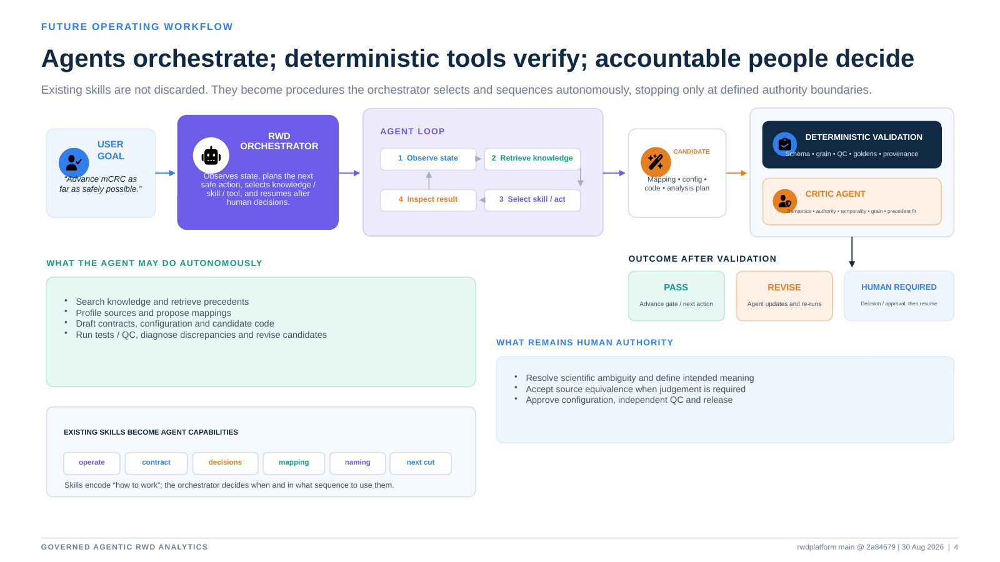 FUTURE OPERATING WORKFLOW
Agents orchestrate; deterministic tools verify; accountable people decide
Existing skills are not discarded. They become procedures the orchestrator selects and sequences autonomously, stopping only at defined authority boundaries.
USER
GOAL
“Advance mCRC as
far as safely possible.”
RWD
ORCHESTRATOR
Observes state, plans the next
safe action, selects knowledge /
skill / tool, and resumes after
human decisions.
AGENT LOOP
1 Observe state
2 Retrieve knowledge
4 Inspect result
3 Select skill / act
CANDIDATE
Mapping • config •
code • analysis plan
DETERMINISTIC VALIDATION
Schema • grain • QC • goldens • provenance
CRITIC AGENT
Semantics • authority • temporality • grain • precedent fit
OUTCOME AFTER VALIDATION
PASS
Advance gate / next action
REVISE
Agent updates and re-runs
HUMAN REQUIRED
Decision / approval, then resume
WHAT THE AGENT MAY DO AUTONOMOUSLY
• Search knowledge and retrieve precedents
• Profile sources and propose mappings
• Draft contracts, configuration and candidate code
• Run tests / QC, diagnose discrepancies and revise candidates
WHAT REMAINS HUMAN AUTHORITY
• Resolve scientific ambiguity and define intended meaning
• Accept source equivalence when judgement is required
• Approve configuration, independent QC and release
EXISTING SKILLS BECOME AGENT CAPABILITIES
operate
contract
decisions
mapping
naming
next cut
Skills encode “how to work”; the orchestrator decides when and in what sequence to use them.
GOVERNED AGENTIC RWD ANALYTICS
rwdplatform main @ 2a84679 | 30 Aug 2026 | 4